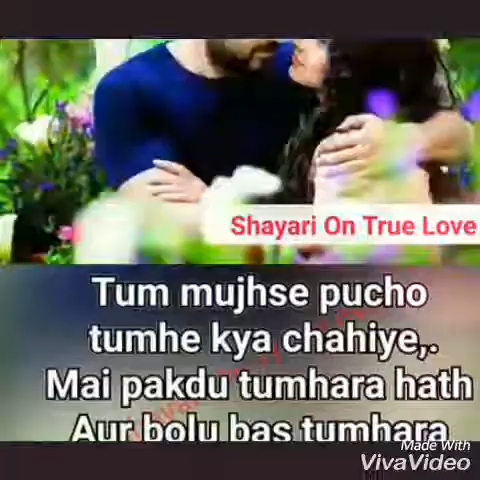 Shayari On True Love
Tum mujhse pucho
tumhe kya chahiye,.
Mai pakdu tumhara hath
Aur bolu bas tumhara
Made With
VivaVideo